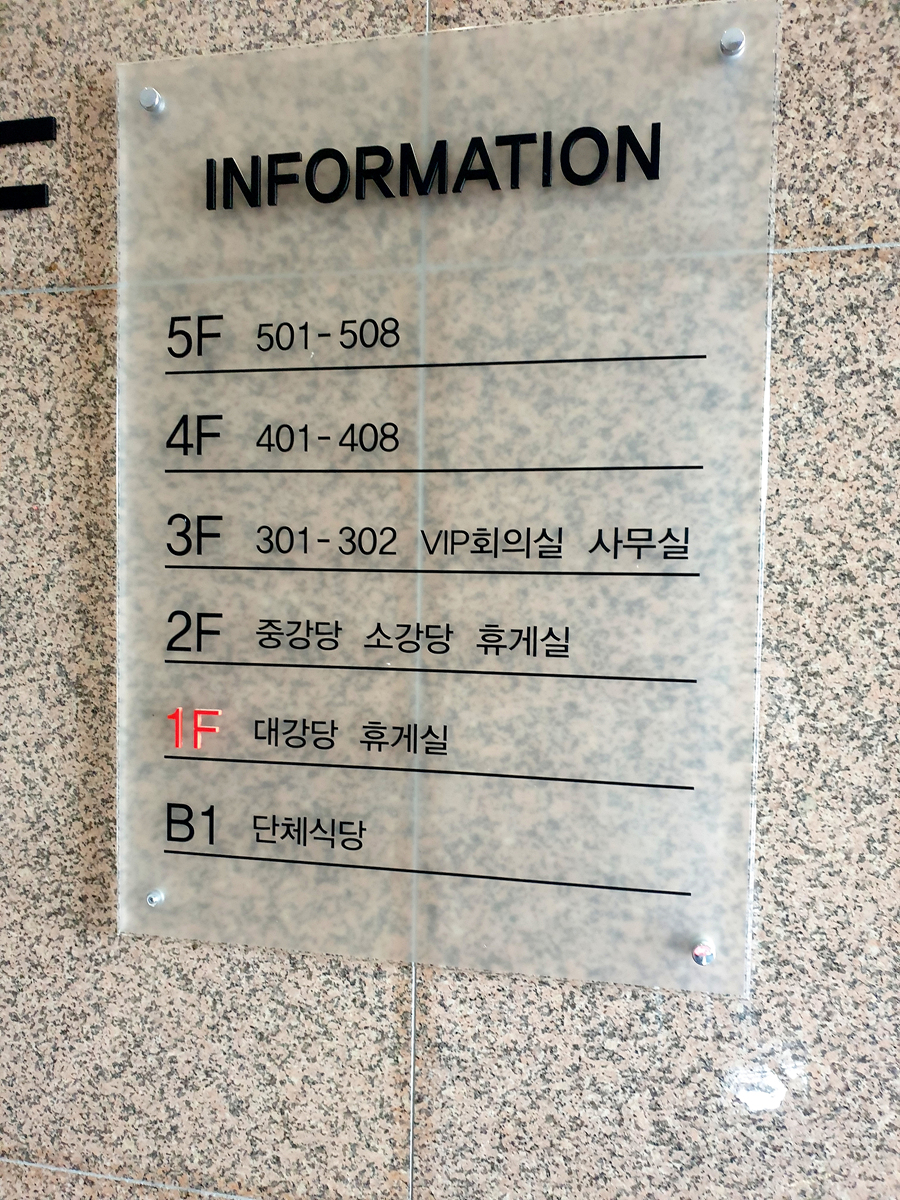 INFORMATION
5F 501-508
4F 401-408
3F 301-302 VIP회의실 사무실
2F 중강당 소강당 휴게실
1F 대강당 휴게실
B1 단체식당